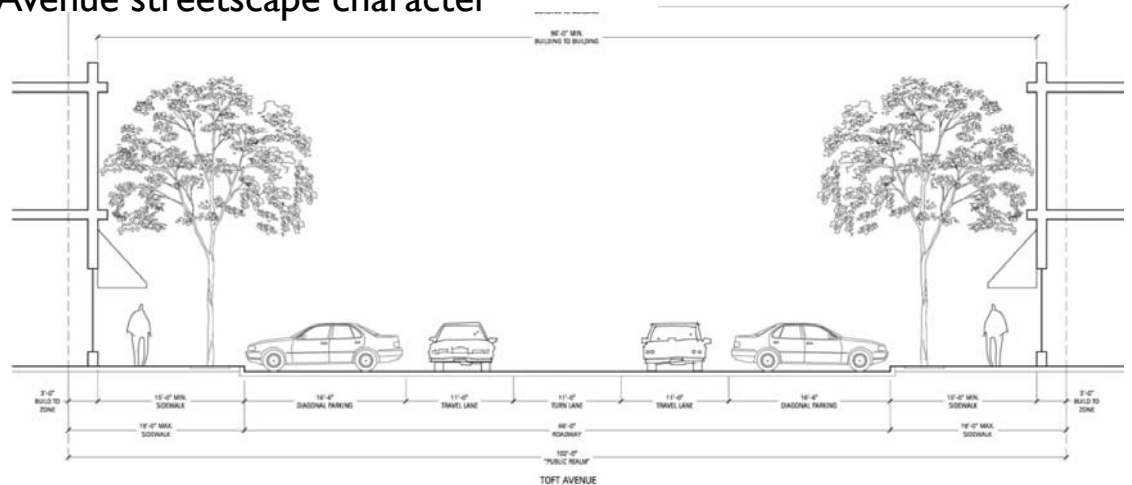 Avenue streetscape character
96'-0" MIN.
BUILDING TO BUILDING
3'-0"
BUILD TO
ZONE
15'-0" MIN.
SIDEWALK
16'-6"
DIAGONAL PARKING
11'-0"
TRAVEL LANE
11'-0"
TURN LANE
11'-0"
TRAVEL LANE
16'-6"
DIAGONAL PARKING
15'-0" MIN.
SIDEWALK
3'-0"
BUILD TO
ZONE
18'-0" MAX.
SIDEWALK
66'-0"
ROADWAY
18'-0" MAX.
SIDEWALK
102'-0"
"PUBLIC REALM"
TOFT AVENUE